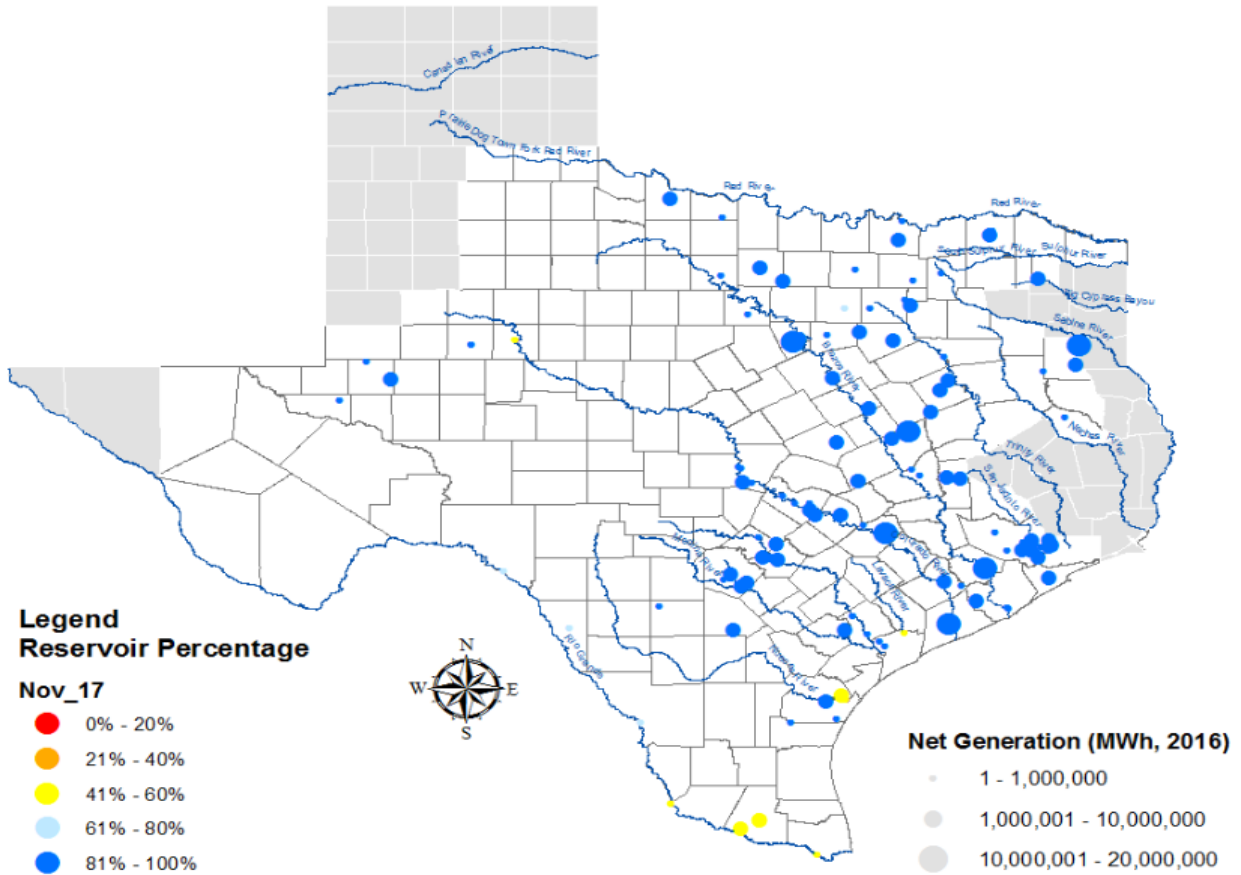 Canadian River
Prairie Dog Town Fork Red River
Red River
Red River
Sulphur River
Big Cypress Bayou
Sabine River
Brazos River
Neches River
Trinity River
San Jacinto River
Colorado River
Lavaca River
Medina River
Rio Grande
Nueces River
N
W
E
S
Legend
Reservoir Percentage
Nov_17
0% - 20%
21% - 40%
41% - 60%
61% - 80%
81% - 100%
Net Generation (MWh, 2016)
1 - 1,000,000
1,000,001 - 10,000,000
10,000,001 - 20,000,000